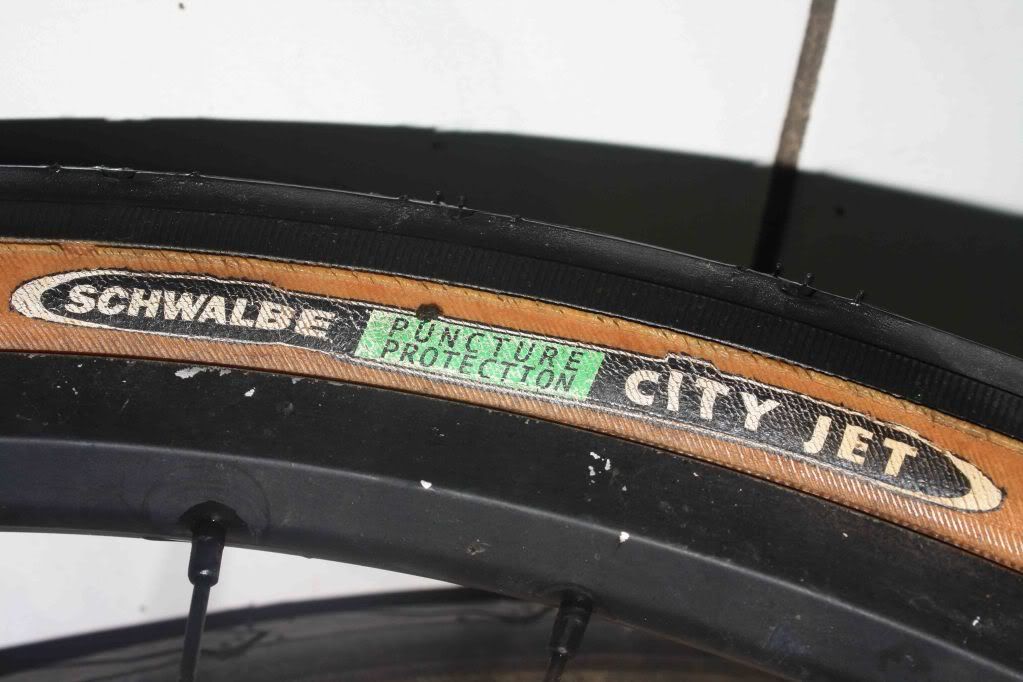 SCHWALBE
PUNCTURE
PROTECTION
CITY JET